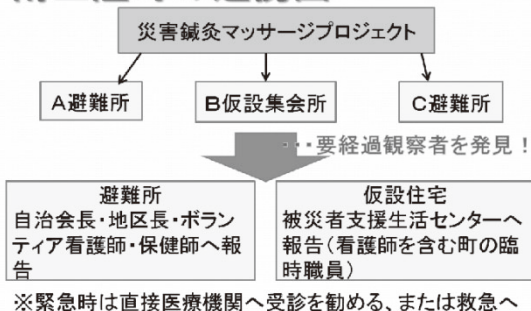 災害鍼灸マッサージプロジェクト
A避難所
B仮設集会所
C避難所
・・・要経過観察者を発見！
避難所
自治会長・地区長・ボラン
ティア看護師・保健師へ報
告
仮設住宅
被災者支援生活センターへ
報告(看護師を含む町の臨
時職員)
※緊急時は直接医療機関へ受診を勧める、または救急へ